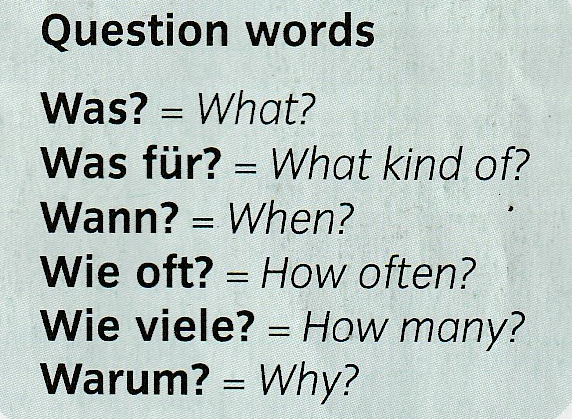 Question words
Was? = What?
Was für? = What kind of?
Wann? = When?
Wie oft? = How often?
Wie viele? = How many?
Warum? = Why?